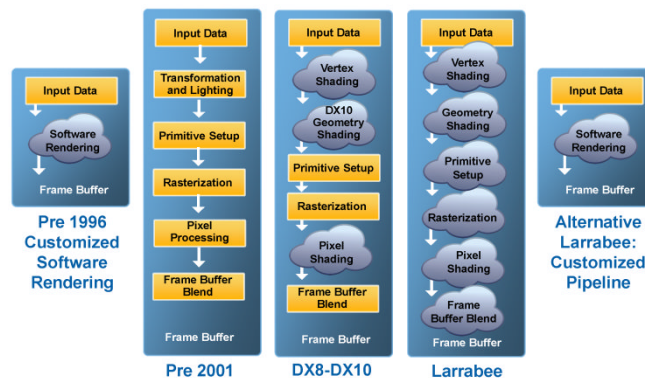 Input Data
Software
Rendering
Frame Buffer
Pre 1996
Customized
Software
Rendering
Input Data
Transformation
and Lighting
Primitive Setup
Rasterization
Pixel
Processing
Frame Buffer
Blend
Frame Buffer
Pre 2001
Input Data
Vertex
Shading
DX10
Geometry
Shading
Primitive Setup
Rasterization
Pixel
Shading
Frame Buffer
Blend
Frame Buffer
DX8-DX10
Input Data
Vertex
Shading
Geometry
Shading
Primitive
Setup
Rasterization
Pixel
Shading
Frame
Buffer Blend
Frame Buffer
Larrabee
Input Data
Software
Rendering
Frame Buffer
Alternative
Larrabee:
Customized
Pipeline